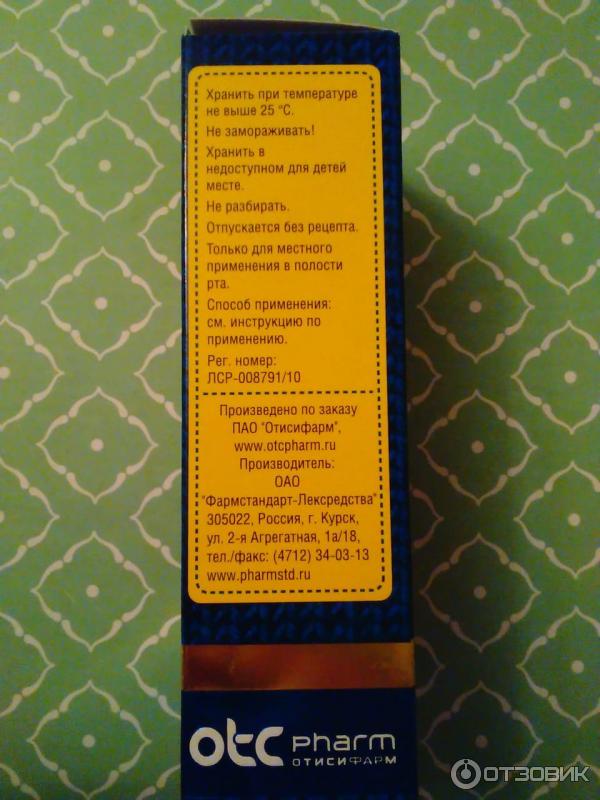 Хранить при температуре
не выше 25 °С.
Не замораживать!
Хранить в
недоступном для детей
месте.
Не разбирать.
Отпускается без рецепта.
Только для местного
применения в полости
рта.
Способ применения:
см. инструкцию по
применению.
Рег. номер:
ЛСР-008791/10
Произведено по заказу
ПАО "Отисифарм",
www.otcpharm.ru
Производитель:
ОАО
"Фармстандарт-Лексредства"
305022, Россия, г. Курск,
ул. 2-я Агрегатная, 1а/18,
тел./факс: (4712) 34-03-13
www.pharmstd.ru
otc pharm
ОТИСИФАРМ
ОТЗОВИК